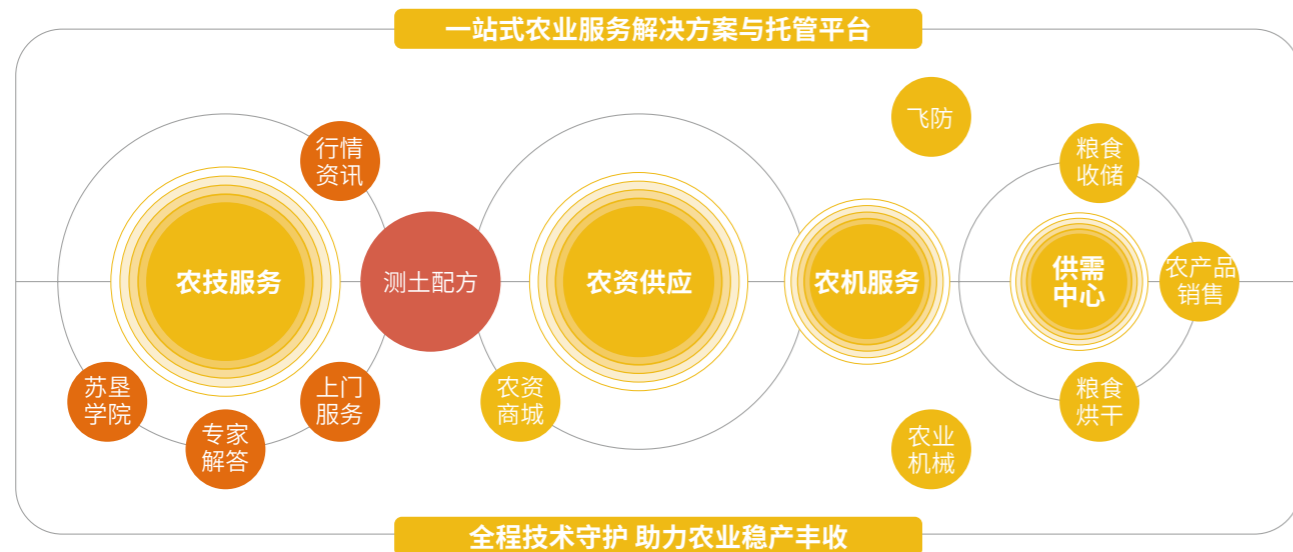 一站式农业服务解决方案与托管平台
行情
资讯
农技服务
测土配方
苏垦
学院
专家
解答
上门
服务
农资供应
农资
商城
飞防
农机服务
农业
机械
粮食
收储
供需
中心
农产品
销售
粮食
烘干
全程技术守护 助力农业稳产丰收